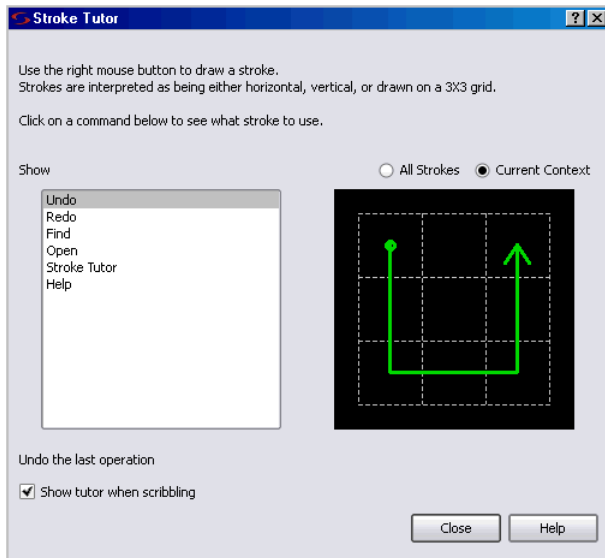 Stroke Tutor
Use the right mouse button to draw a stroke.
Strokes are interpreted as being either horizontal, vertical, or drawn on a 3X3 grid.
Click on a command below to see what stroke to use.
Show
All Strokes Current Context
Undo
Redo
Find
Open
Stroke Tutor
Help
Undo the last operation
Show tutor when scribbling
Close Help